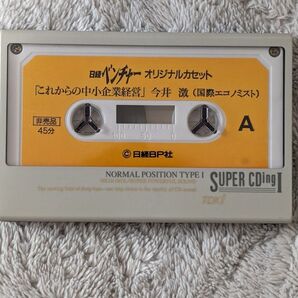 日経ベンチャー オリジナルカセット
「これからの中小企業経営」今井 澂(国際エコノミスト)
非売品
45分
A
©日経BP社
NORMAL POSITION TYPE I
SUPER CDing I
TDK